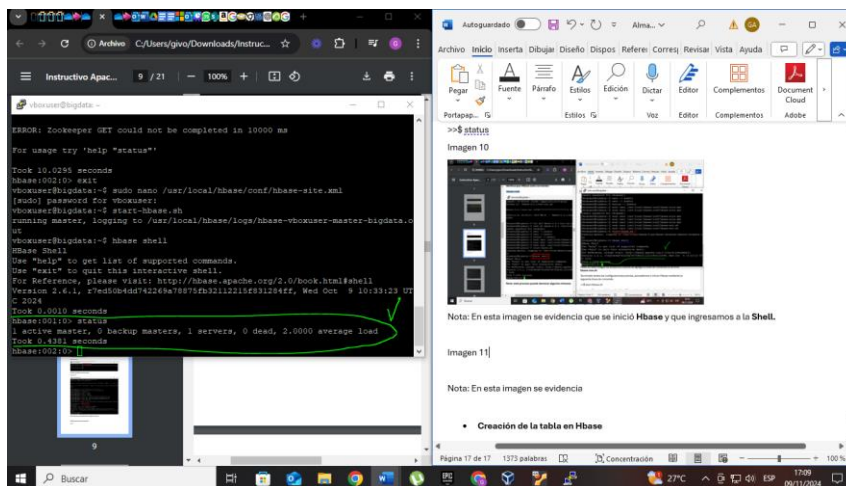 Archivo C:/Users/givo/Downloads/Instruc...
Instructivo Apac... 9 / 21 100%
vboxuser@bigdata: ~
ERROR: Zookeeper GET could not be completed in 10000 ms
For usage try 'help "status"'
Took 10.0295 seconds
hbase:002:0> exit
vboxuser@bigdata:~$ sudo nano /usr/local/hbase/conf/hbase-site.xml
[sudo] password for vboxuser:
vboxuser@bigdata:~$ start-hbase.sh
running master, logging to /usr/local/hbase/logs/hbase-vboxuser-master-bigdata.o
ut
vboxuser@bigdata:~$ hbase shell
HBase Shell
Use "help" to get list of supported commands.
Use "exit" to quit this interactive shell.
For Reference, please visit: http://hbase.apache.org/2.0/book.html#shell
Version 2.6.1, r7ed50b4dd742269a78875fb32112215f831284ff, Wed Oct  9 10:33:23 UT
C 2024
Took 0.0010 seconds
hbase:001:0> status
1 active master, 0 backup masters, 1 servers, 0 dead, 2.0000 average load
Took 0.4381 seconds
hbase:002:0>
9
Autoguardado Alma... GA
Archivo Inicio Inserta Dibujar Diseño Dispos Referer Corresp Revisar Vista Ayuda
Pegar Fuente Párrafo Estilos Edición Dictar Editor Complementos Document Cloud
Portapap... Estilos Voz Editor Complementos Adobe
>>$ status
Imagen 10
Nota: En esta imagen se evidencia que se inició Hbase y que ingresamos a la Shell.
Imagen 11
Nota: En esta imagen se evidencia
• Creación de la tabla en Hbase
Página 17 de 17 1373 palabras Concentración 100 %
Buscar
27°C ESP 17:09
09/11/2024